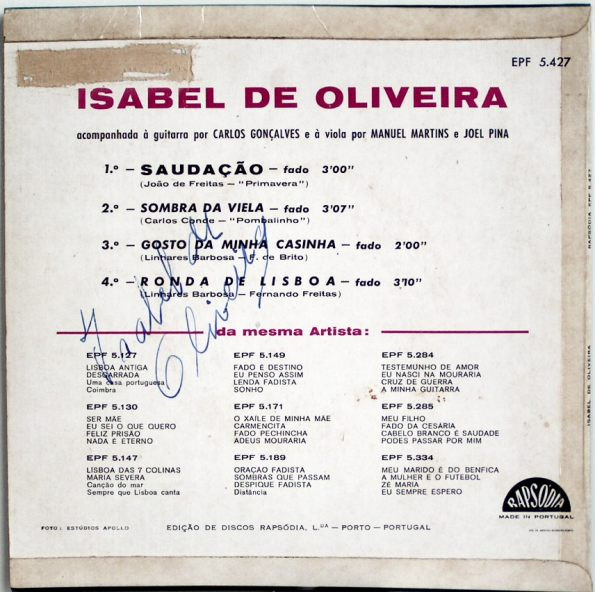 EPF 5.427
ISABEL DE OLIVEIRA
acompanhada à guitarra por CARLOS GONÇALVES e à viola por MANUEL MARTINS e JOEL PINA
1.º — SAUDAÇÃO — fado 3'00"
(João de Freitas — "Primavera")
2.º — SOMBRA DA VIELA — fado 3'07"
(Carlos Conde — "Pombalinho")
3.º — GOSTO DA MINHA CASINHA — fado 2'00"
(Linhares Barbosa — F. de Brito)
4.º — RONDA DE LISBOA — fado 3'10"
(Linhares Barbosa — Fernando Freitas)
Isabel de
Oliveira
da mesma Artista:
EPF 5.127
LISBOA ANTIGA
DESGARRADA
Uma casa portuguesa
Coimbra
EPF 5.149
FADO É DESTINO
EU PENSO ASSIM
LENDA FADISTA
SONHO
EPF 5.284
TESTEMUNHO DE AMOR
EU NASCI NA MOURARIA
CRUZ DE GUERRA
A MINHA GUITARRA
EPF 5.130
SER MÃE
EU SEI O QUE QUERO
FELIZ PRISÃO
NADA É ETERNO
EPF 5.171
O XAILE DE MINHA MÃE
CARMENCITA
FADO PECHINCHA
ADEUS MOURARIA
EPF 5.285
MEU FILHO
FADO DA CESÁRIA
CABELO BRANCO É SAUDADE
PODES PASSAR POR MIM
EPF 5.147
LISBOA DAS 7 COLINAS
MARIA SEVERA
Canção do mar
Sempre que Lisboa canta
EPF 5.189
ORAÇÃO FADISTA
SOMBRAS QUE PASSAM
DESPIQUE FADISTA
Distância
EPF 5.334
MEU MARIDO É DO BENFICA
A MULHER E O FUTEBOL
ZÉ MARIA
EU SEMPRE ESPERO
RAPSÓDIA
MADE IN PORTUGAL
FOTO: ESTÚDIOS APOLLO
EDIÇÃO DE DISCOS RAPSÓDIA, L.DA — PORTO — PORTUGAL
ISABEL DE OLIVEIRA
RAPSÓDIA EPF 5.427